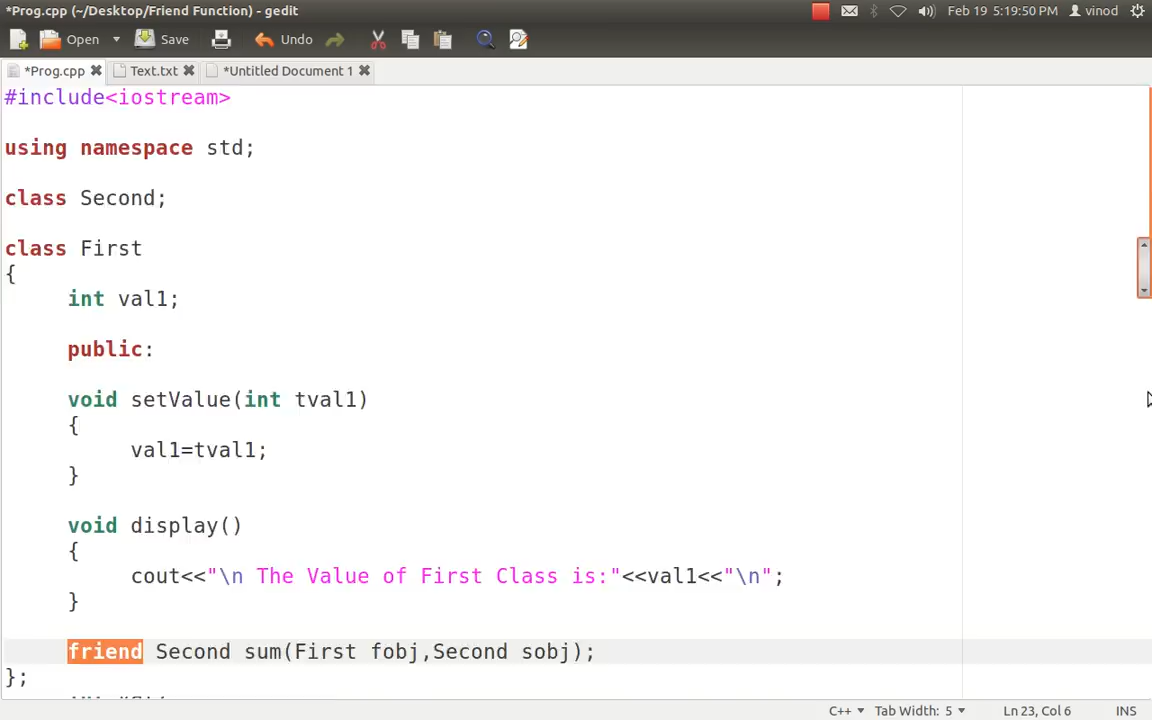 *Prog.cpp (~/Desktop/Friend Function) - gedit
Feb 19 5:19:50 PM vinod
Open Save Undo
*Prog.cpp Text.txt *Untitled Document 1
#include<iostream>
using namespace std;
class Second;
class First
{
int val1;
public:
void setValue(int tval1)
{
val1=tval1;
}
void display()
{
cout<<"\n The Value of First Class is:"<<val1<<"\n";
}
friend Second sum(First fobj,Second sobj);
};
C++ Tab Width: 5 Ln 23, Col 6 INS